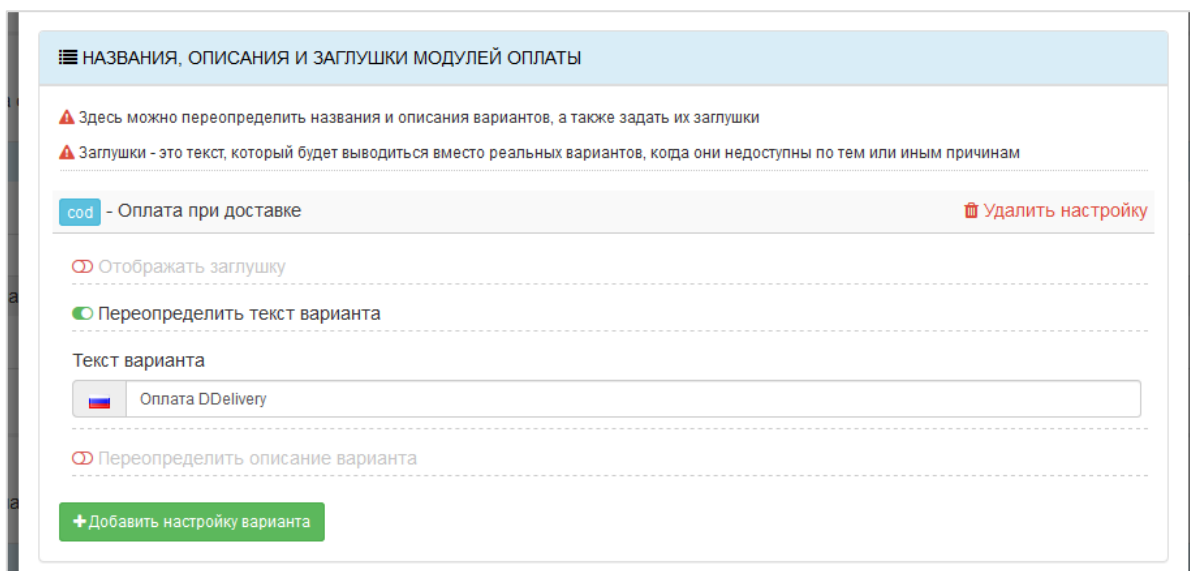 НАЗВАНИЯ, ОПИСАНИЯ И ЗАГЛУШКИ МОДУЛЕЙ ОПЛАТЫ
Здесь можно переопределить названия и описания вариантов, а также задать их заглушки
Заглушки - это текст, который будет выводиться вместо реальных вариантов, когда они недоступны по тем или иным причинам
cod - Оплата при доставке
Удалить настройку
Отображать заглушку
Переопределить текст варианта
Текст варианта
Оплата DDelivery
Переопределить описание варианта
Добавить настройку варианта